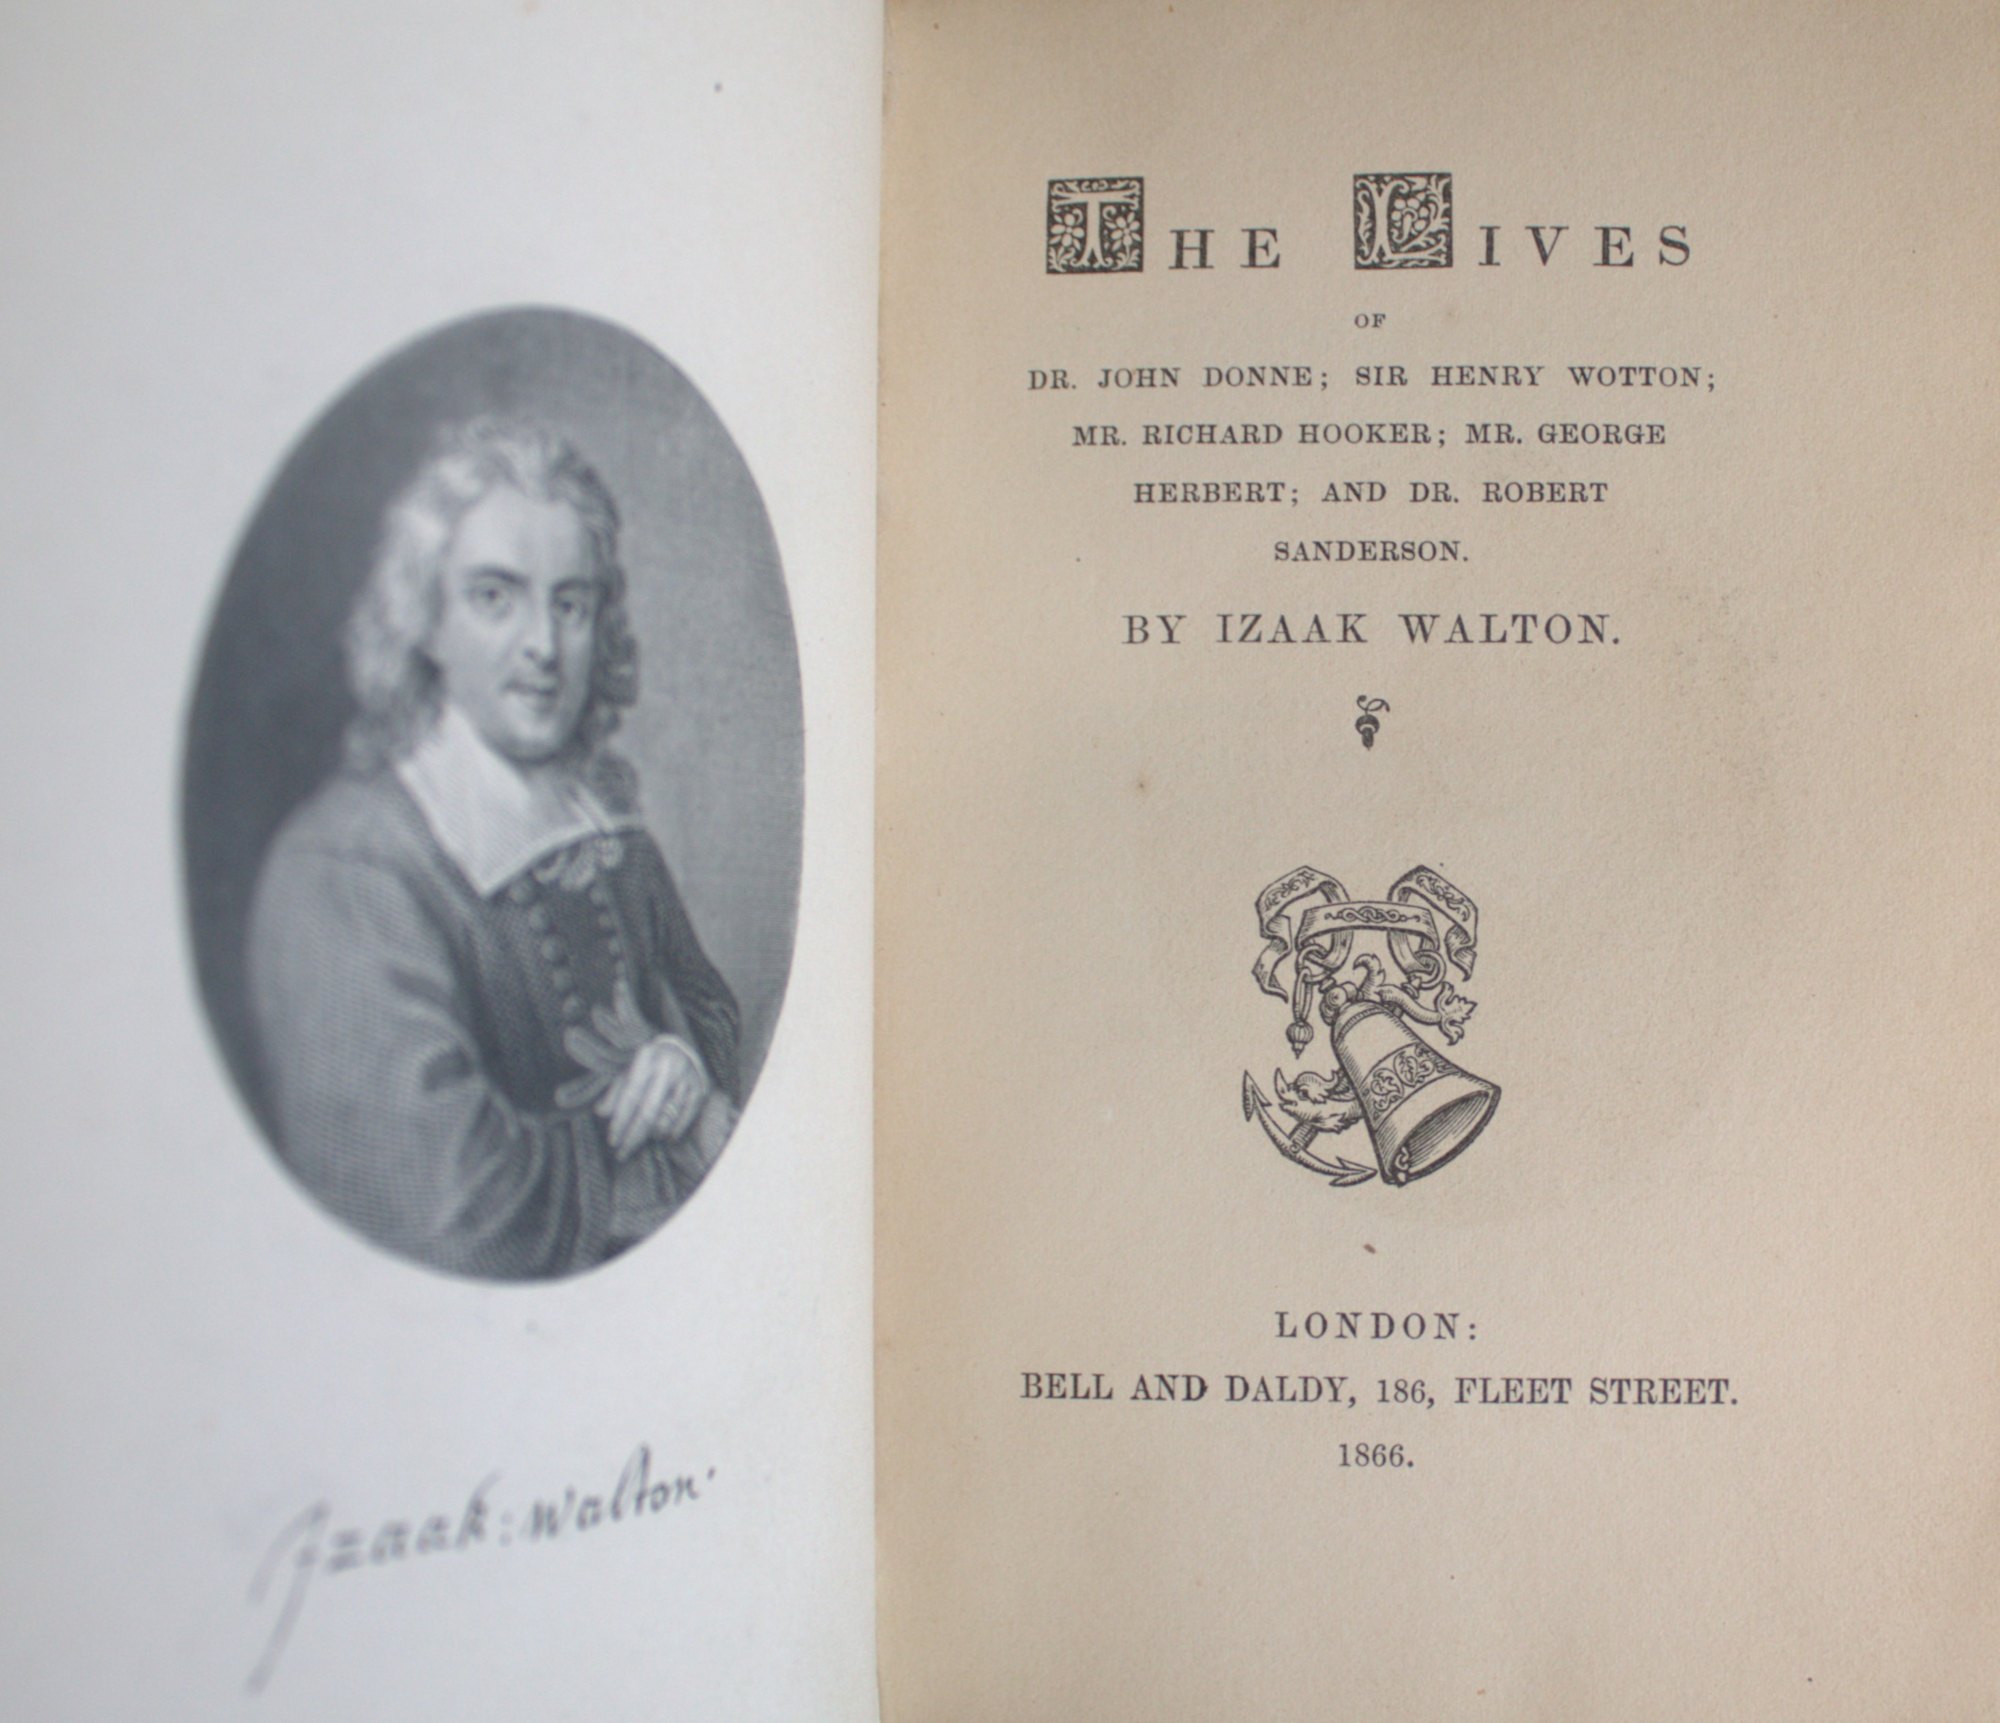 Izaak: Walton.
THE LIVES
OF
DR. JOHN DONNE; SIR HENRY WOTTON;
MR. RICHARD HOOKER; MR. GEORGE
HERBERT; AND DR. ROBERT
SANDERSON.
BY IZAAK WALTON.
LONDON:
BELL AND DALDY, 186, FLEET STREET.
1866.